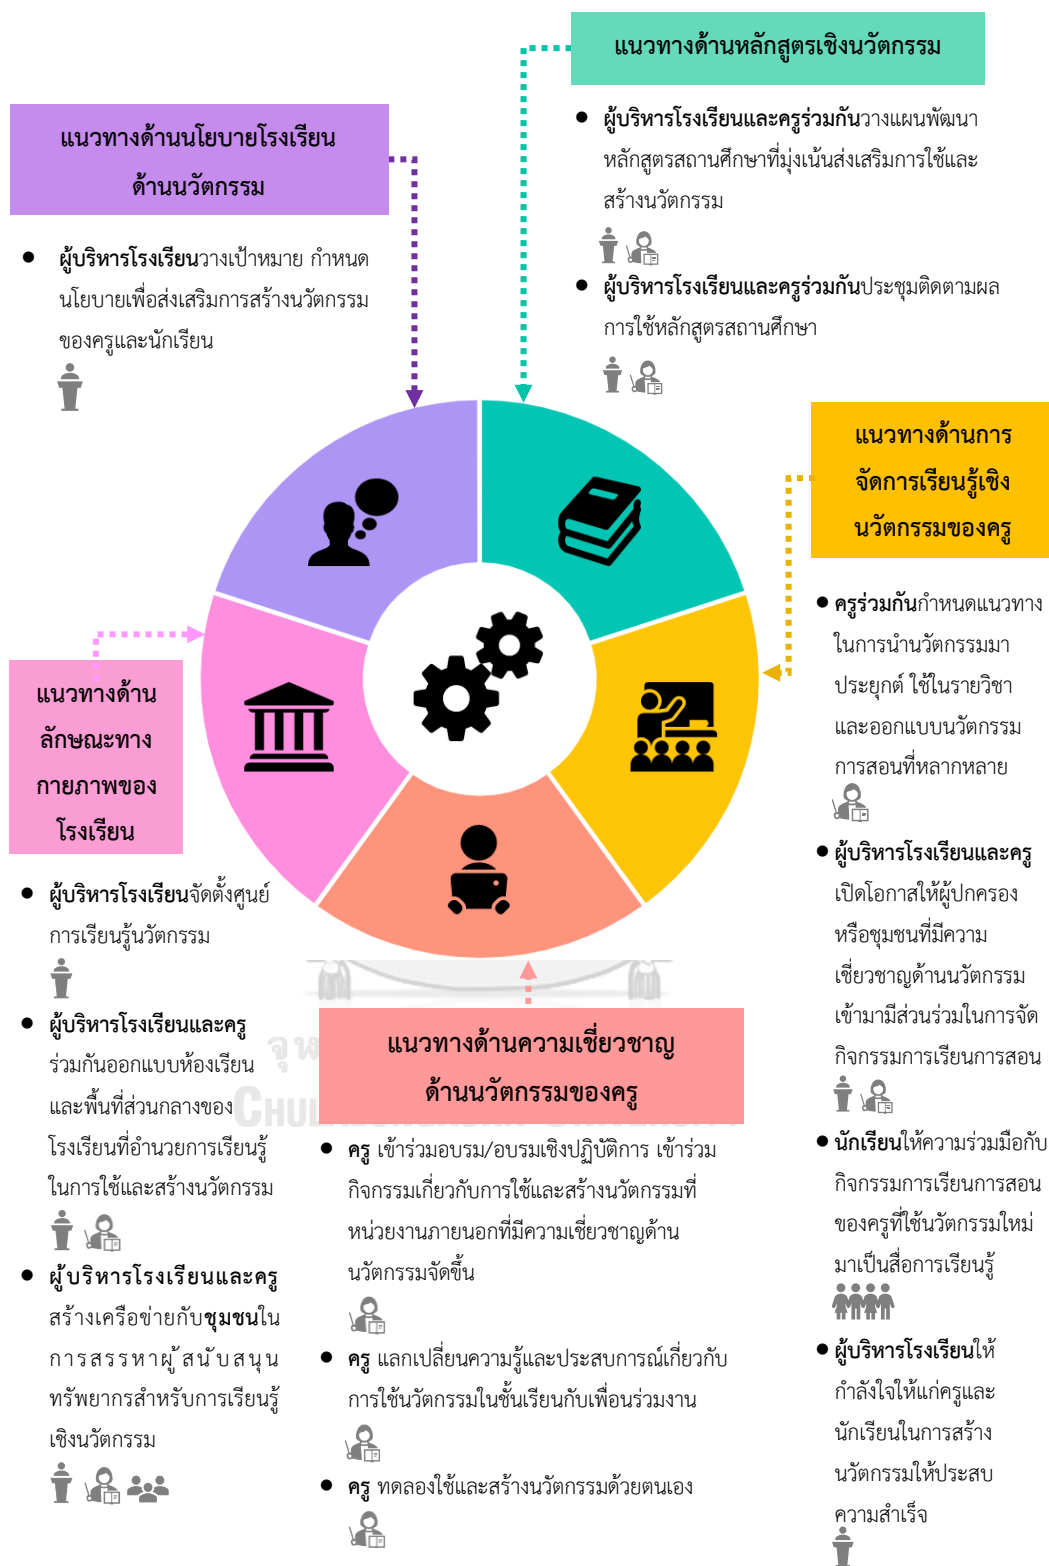 แนวทางด้านหลักสูตรเชิงนวัตกรรม
● ผู้บริหารโรงเรียนและครูร่วมกันวางแผนพัฒนา
หลักสูตรสถานศึกษาที่มุ่งเน้นส่งเสริมการใช้และ
สร้างนวัตกรรม
● ผู้บริหารโรงเรียนและครูร่วมกันประชุมติดตามผล
การใช้หลักสูตรสถานศึกษา
แนวทางด้านนโยบายโรงเรียน
ด้านนวัตกรรม
● ผู้บริหารโรงเรียนวางเป้าหมาย กำหนด
นโยบายเพื่อส่งเสริมการสร้างนวัตกรรม
ของครูและนักเรียน
แนวทางด้านการ
จัดการเรียนรู้เชิง
นวัตกรรมของครู
● ครูร่วมกันกำหนดแนวทาง
ในการนำนวัตกรรมมา
ประยุกต์ ใช้ในรายวิชา
และออกแบบนวัตกรรม
การสอนที่หลากหลาย
● ผู้บริหารโรงเรียนและครู
เปิดโอกาสให้ผู้ปกครอง
หรือชุมชนที่มีความ
เชี่ยวชาญด้านนวัตกรรม
เข้ามามีส่วนร่วมในการจัด
กิจกรรมการเรียนการสอน
● นักเรียนให้ความร่วมมือกับ
กิจกรรมการเรียนการสอน
ของครูที่ใช้นวัตกรรมใหม่
มาเป็นสื่อการเรียนรู้
● ผู้บริหารโรงเรียนให้
กำลังใจให้แก่ครูและ
นักเรียนในการสร้าง
นวัตกรรมให้ประสบ
ความสำเร็จ
แนวทางด้าน
ลักษณะทาง
กายภาพของ
โรงเรียน
● ผู้บริหารโรงเรียนจัดตั้งศูนย์
การเรียนรู้นวัตกรรม
● ผู้บริหารโรงเรียนและครู
ร่วมกันออกแบบห้องเรียน
และพื้นที่ส่วนกลางของ
โรงเรียนที่อำนวยการเรียนรู้
ในการใช้และสร้างนวัตกรรม
● ผู้บริหารโรงเรียนและครู
สร้างเครือข่ายกับชุมชนใน
การสรรหาผู้สนับสนุน
ทรัพยากรสำหรับการเรียนรู้
เชิงนวัตกรรม
แนวทางด้านความเชี่ยวชาญ
ด้านนวัตกรรมของครู
● ครู เข้าร่วมอบรม/อบรมเชิงปฏิบัติการ เข้าร่วม
กิจกรรมเกี่ยวกับการใช้และสร้างนวัตกรรมที่
หน่วยงานภายนอกที่มีความเชี่ยวชาญด้าน
นวัตกรรมจัดขึ้น
● ครู แลกเปลี่ยนความรู้และประสบการณ์เกี่ยวกับ
การใช้นวัตกรรมในชั้นเรียนกับเพื่อนร่วมงาน
● ครู ทดลองใช้และสร้างนวัตกรรมด้วยตนเอง